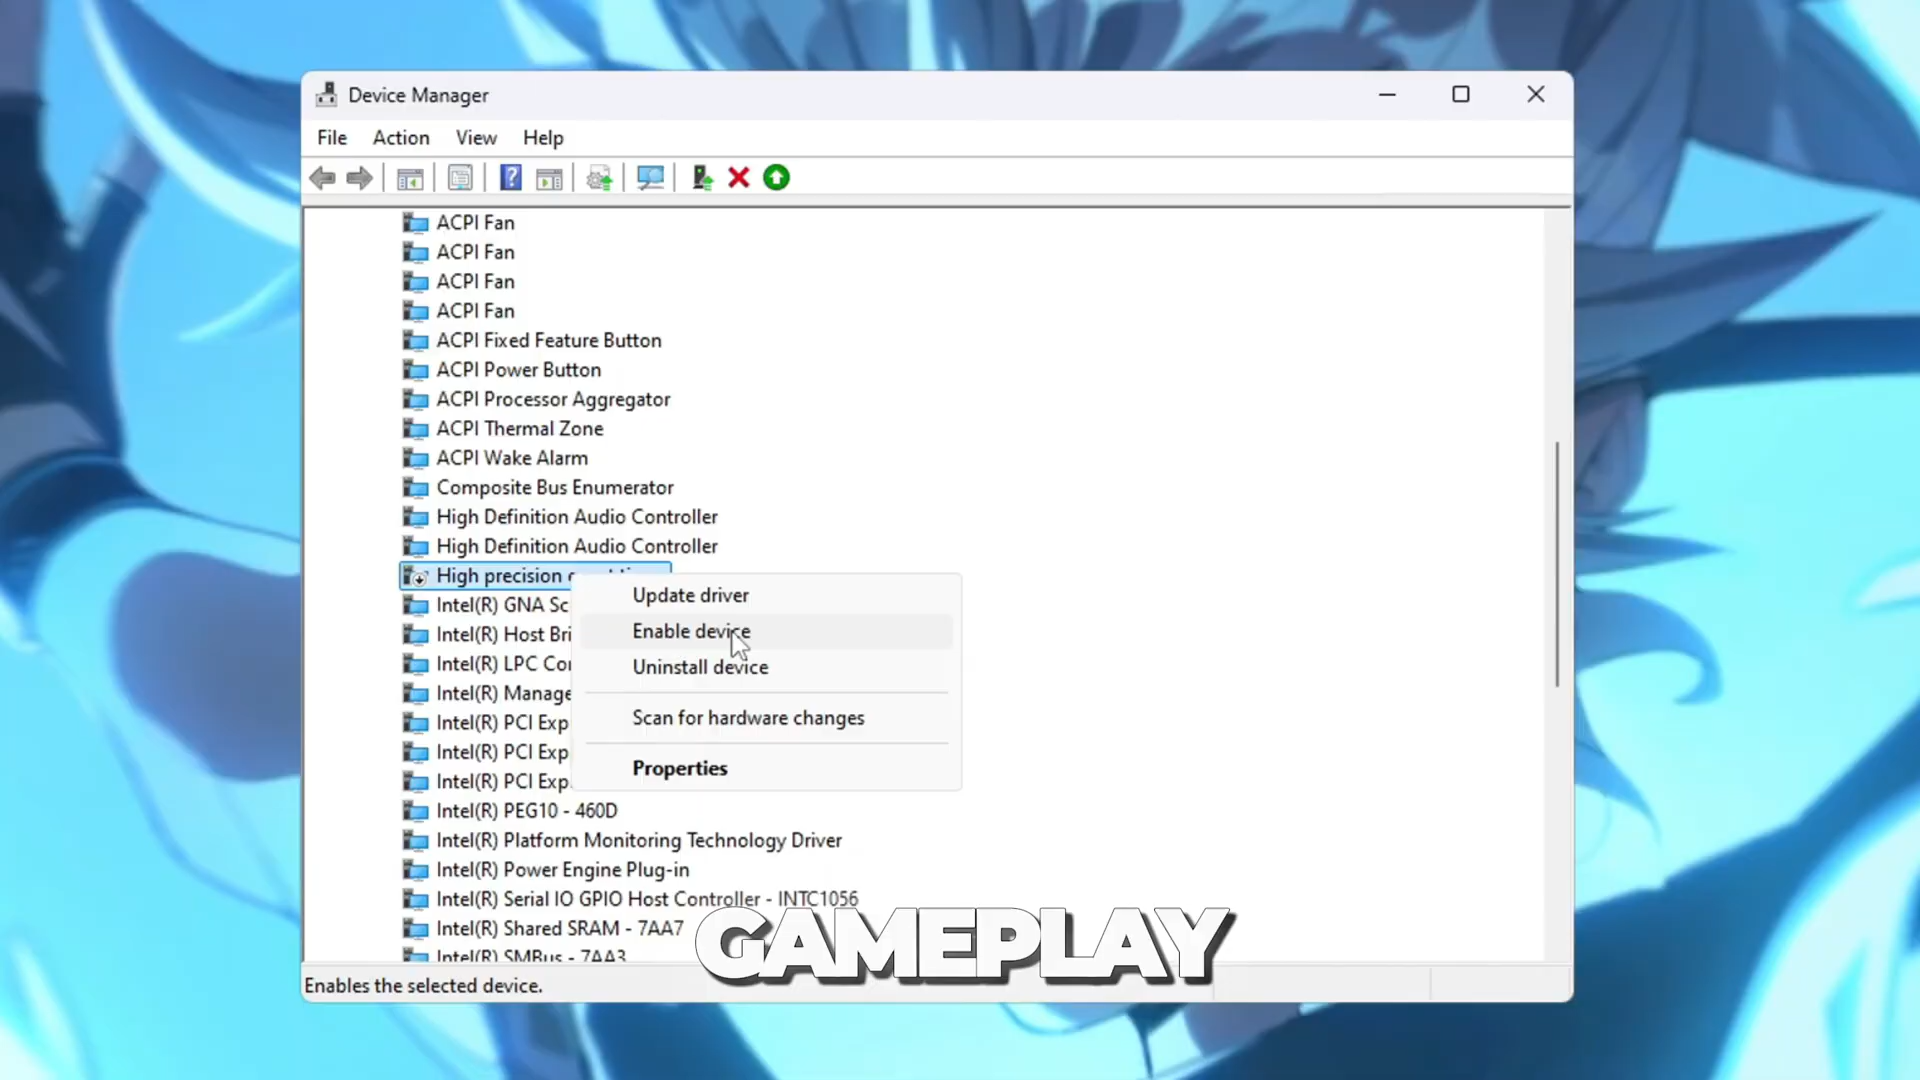 Device Manager
File Action View Help
ACPI Fan
ACPI Fan
ACPI Fan
ACPI Fan
ACPI Fixed Feature Button
ACPI Power Button
ACPI Processor Aggregator
ACPI Thermal Zone
ACPI Wake Alarm
Composite Bus Enumerator
High Definition Audio Controller
High Definition Audio Controller
High precision
Intel(R) GNA Sc
Intel(R) Host Bri
Intel(R) LPC Co
Intel(R) Manage
Intel(R) PCI Exp
Intel(R) PCI Exp
Intel(R) PCI Exp
Intel(R) PEG10 - 460D
Intel(R) Platform Monitoring Technology Driver
Intel(R) Power Engine Plug-in
Intel(R) Serial IO GPIO Host Controller - INTC1056
Intel(R) Shared SRAM - 7AA7
Intel(R) SMBus - 7AA3
Update driver
Enable device
Uninstall device
Scan for hardware changes
Properties
GAMEPLAY
Enables the selected device.